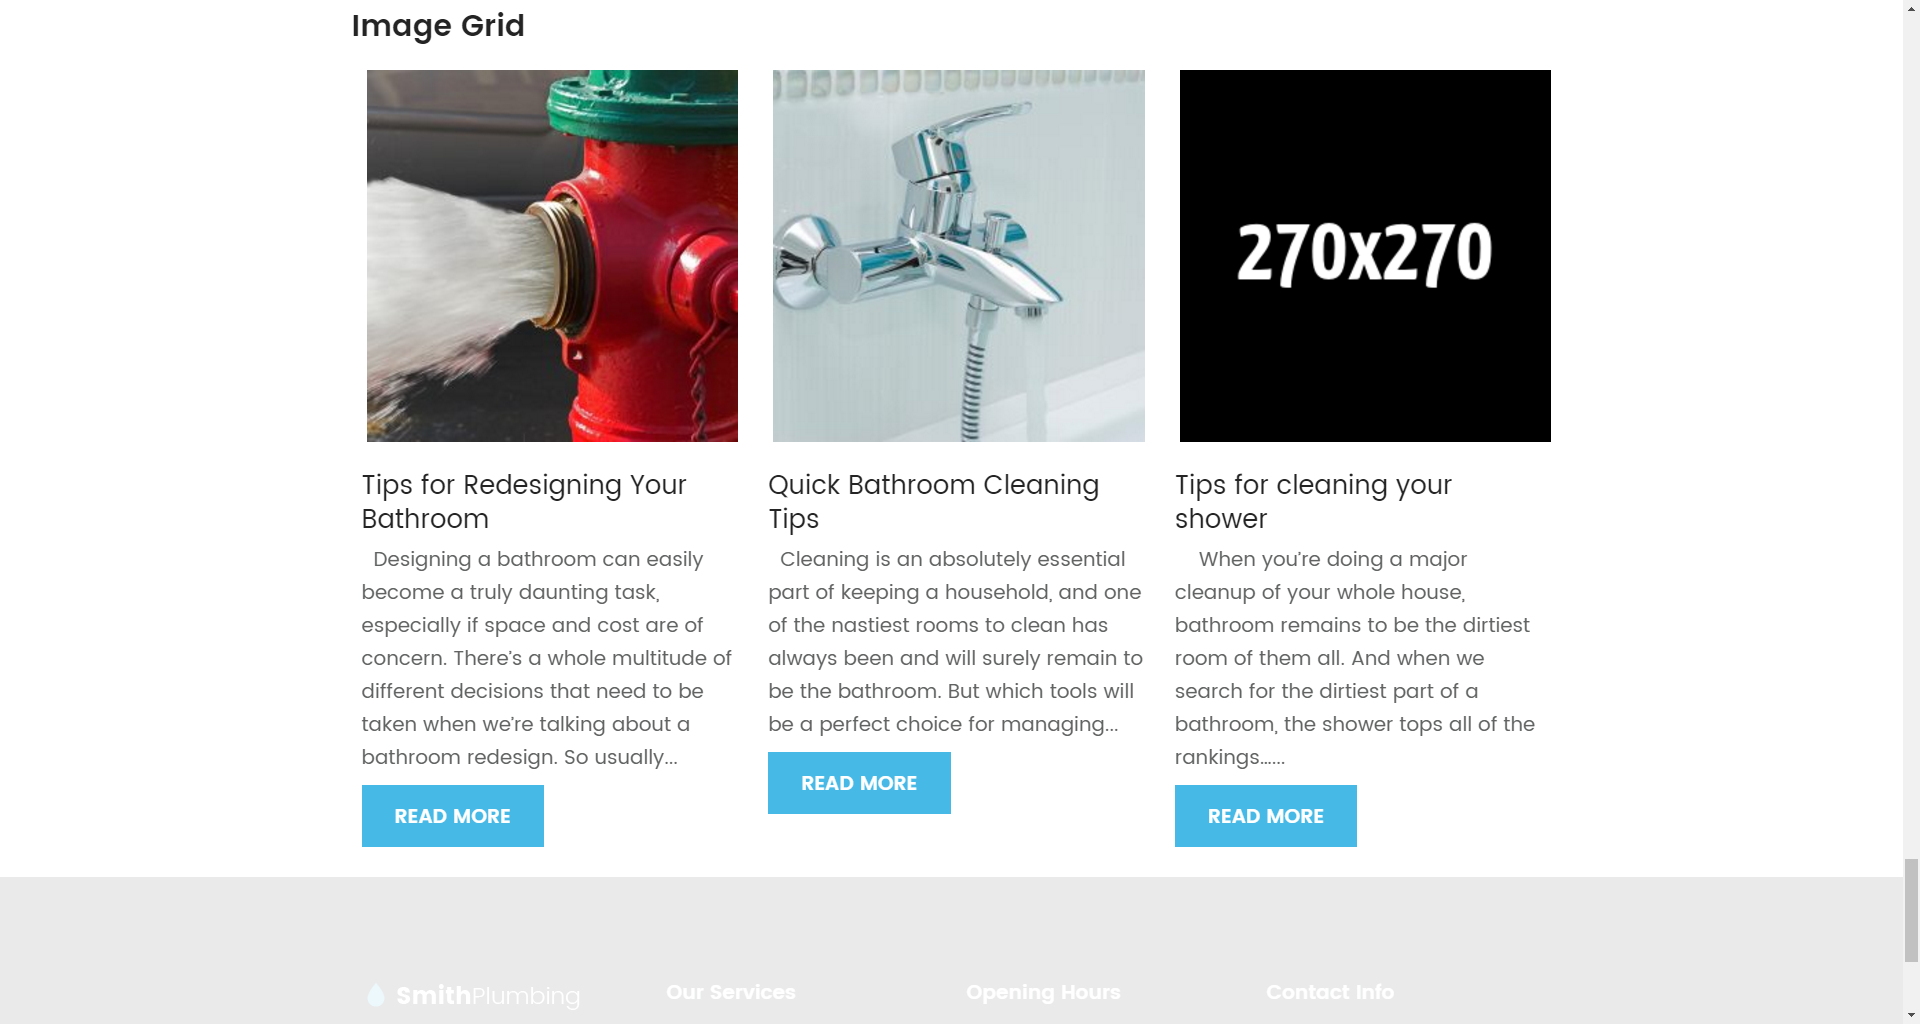 Image Grid
270x270
Tips for Redesigning Your
Bathroom
Designing a bathroom can easily
become a truly daunting task,
especially if space and cost are of
concern. There’s a whole multitude of
different decisions that need to be
taken when we’re talking about a
bathroom redesign. So usually...
READ MORE
Quick Bathroom Cleaning
Tips
Cleaning is an absolutely essential
part of keeping a household, and one
of the nastiest rooms to clean has
always been and will surely remain to
be the bathroom. But which tools will
be a perfect choice for managing...
READ MORE
Tips for cleaning your
shower
When you’re doing a major
cleanup of your whole house,
bathroom remains to be the dirtiest
room of them all. And when we
search for the dirtiest part of a
bathroom, the shower tops all of the
rankings.…..
READ MORE
SmithPlumbing
Our Services
Opening Hours
Contact Info